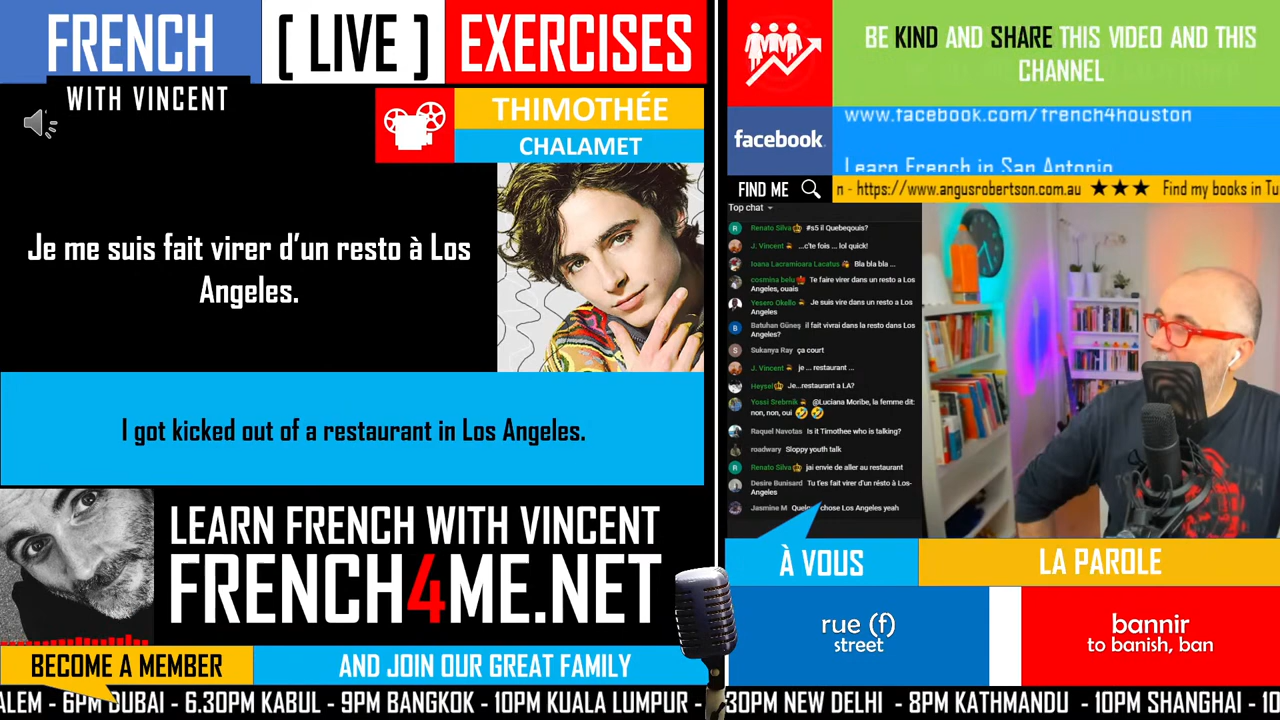 FRENCH
[ LIVE ]
EXERCISES
WITH VINCENT
THIMOTHÉE
CHALAMET
Je me suis fait virer d’un resto à Los
Angeles.
I got kicked out of a restaurant in Los Angeles.
LEARN FRENCH WITH VINCENT
FRENCH4ME.NET
BECOME A MEMBER
AND JOIN OUR GREAT FAMILY
BE KIND AND SHARE THIS VIDEO AND THIS
CHANNEL
facebook
www.facebook.com/french4houston
Learn French in San Antonio
FIND ME
n - https://www.angusrobertson.com.au ★★★ Find my books in Tu
Top chat
Renato Silva #s5 il Quebeqouis?
J. Vincent ...c'te fois ... lol quick!
Ioana Lacramioara Lacatus Bla bla bla ...
cosmina belu Te faire virer dans un resto a Los
Angeles, ouais
Yesero Okello Je suis vire dans un resto a Los
Angeles
Batuhan Güneş il fait vivrai dans la resto dans Los
Angeles?
Sukanya Ray ça court
J. Vincent je ... restaurant ...
Heysel Je...restaurant a LA?
Yossi Srebrnik @Luciana Moribe, la femme dit:
non, non, oui 🤣 🤣
Raquel Navotas Is it Timothee who is talking?
roadwary Sloppy youth talk
Renato Silva jai envie de aller au restaurant
Desire Bunisard Tu t'es fait virer d'un résto à Los-
Angeles
Jasmine M chose Los Angeles yeah
À VOUS
LA PAROLE
rue (f)
street
bannir
to banish, ban
ALEM - 6PM DUBAI - 6.30PM KABUL - 9PM BANGKOK - 10PM KUALA LUMPUR - 30PM NEW DELHI - 8PM KATHMANDU - 10PM SHANGHAI - 10